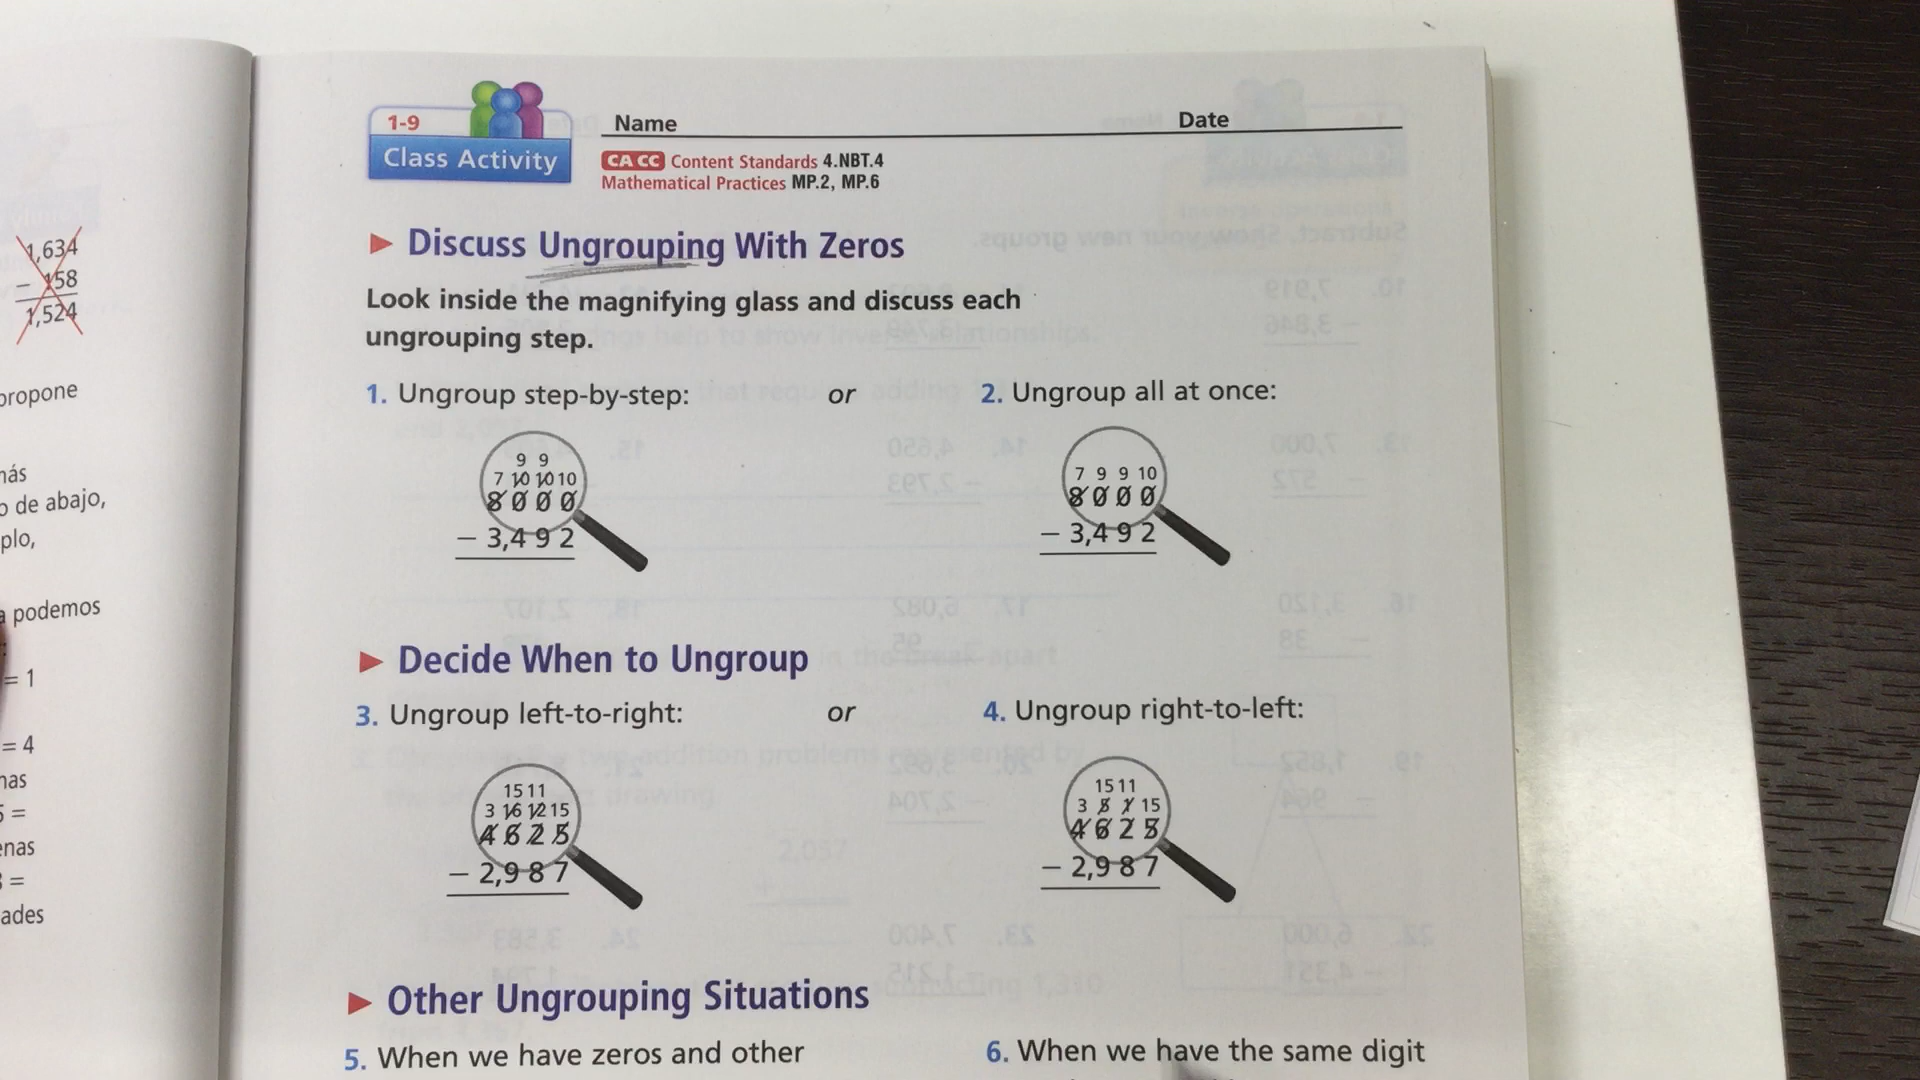 1,634
- 158
1,524
propone
más
o de abajo,
plo,
podemos
= 1
= 4
nas
5 =
enas
=
ades
1-9
Class Activity
Name
Date
CA CC Content Standards 4.NBT.4
Mathematical Practices MP.2, MP.6
Discuss Ungrouping With Zeros
Look inside the magnifying glass and discuss each
ungrouping step.
1. Ungroup step-by-step:
or
2. Ungroup all at once:
9 9
7 10 10 10
8 0 0 0
- 3,4 9 2
7 9 9 10
8 0 0 0
- 3,4 9 2
Decide When to Ungroup
3. Ungroup left-to-right:
or
4. Ungroup right-to-left:
15 11
3 16 12 15
4 6 2 5
- 2,9 8 7
15 11
3 5 1 15
4 6 2 5
- 2,9 8 7
Other Ungrouping Situations
5. When we have zeros and other
6. When we have the same digit